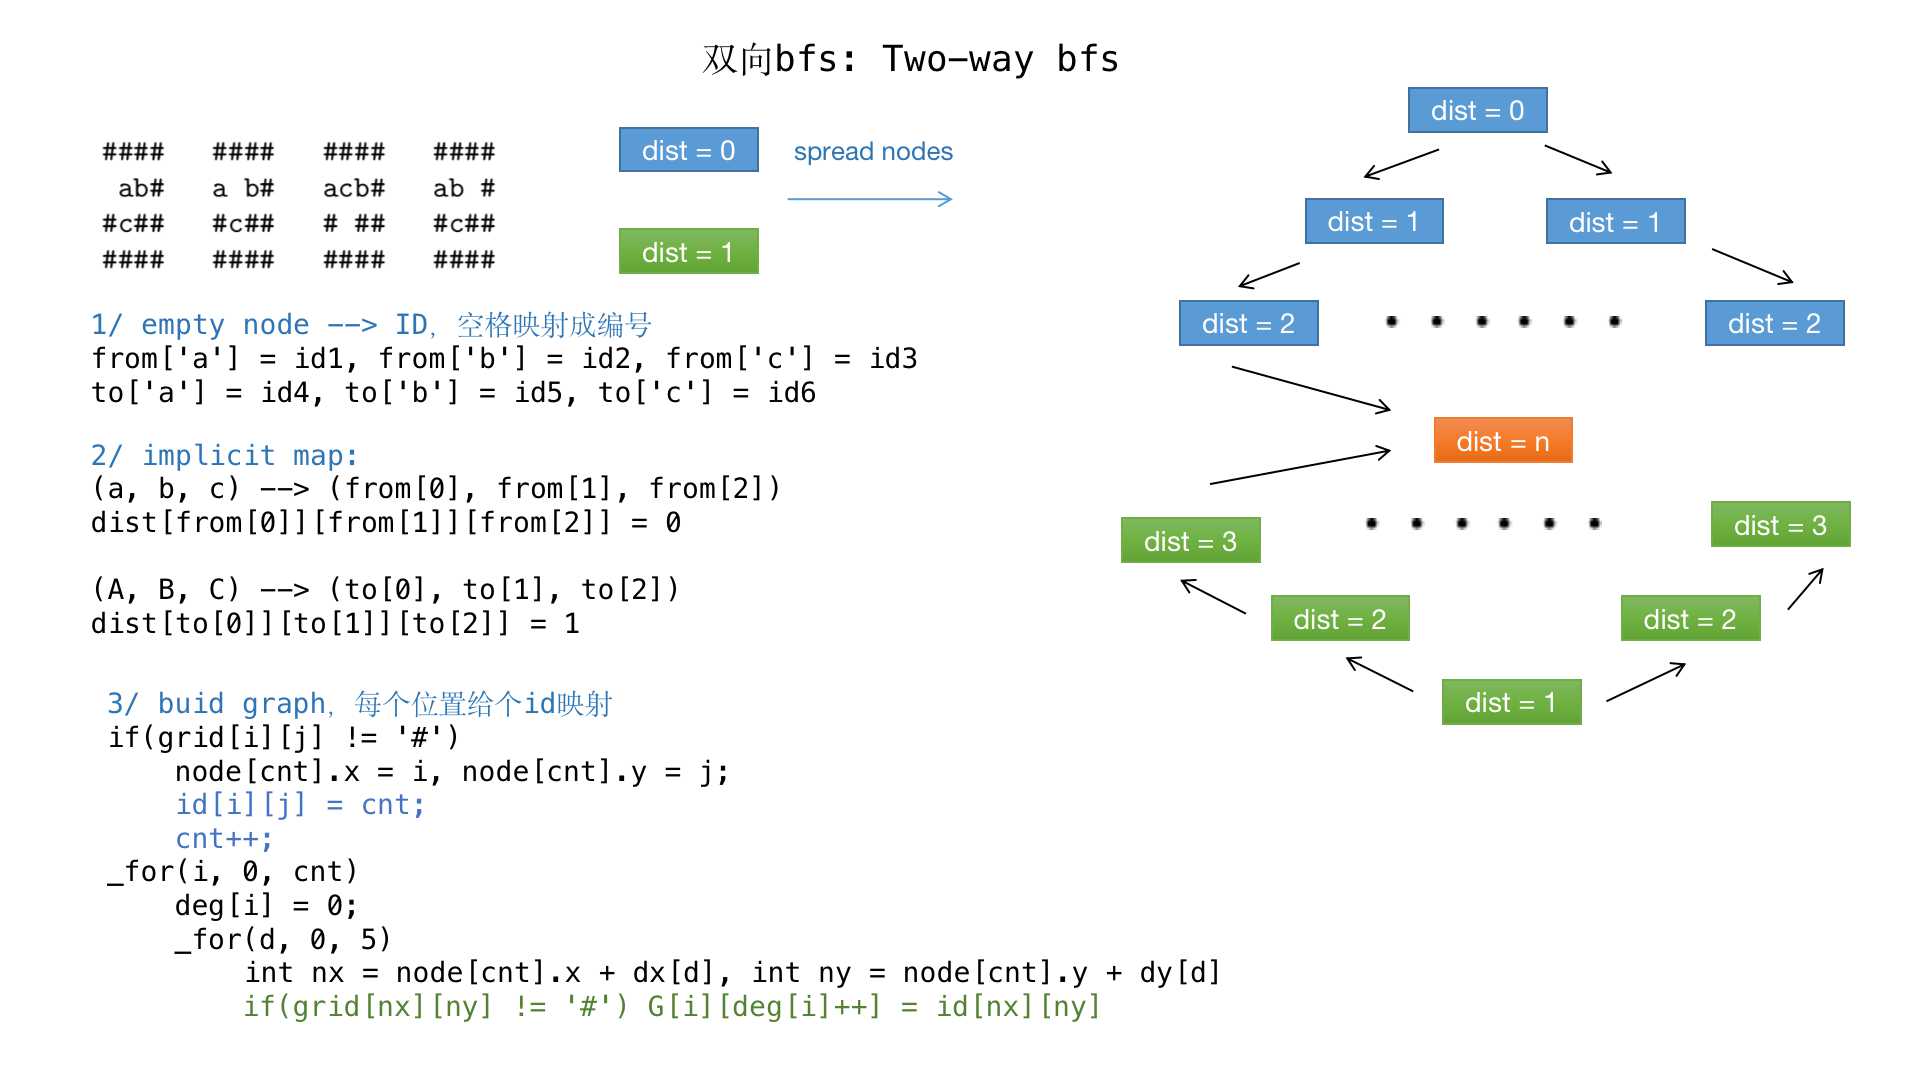 双向bfs: Two-way bfs
#### #### #### ####
 ab# a b# acb# ab #
#c## #c## # ## #c##
#### #### #### ####
dist = 0
spread nodes
dist = 1
1/ empty node --> ID, 空格映射成编号
from['a'] = id1, from['b'] = id2, from['c'] = id3
to['a'] = id4, to['b'] = id5, to['c'] = id6
2/ implicit map:
(a, b, c) --> (from[0], from[1], from[2])
dist[from[0]][from[1]][from[2]] = 0
(A, B, C) --> (to[0], to[1], to[2])
dist[to[0]][to[1]][to[2]] = 1
3/ buid graph, 每个位置给个id映射
if(grid[i][j] != '#')
node[cnt].x = i, node[cnt].y = j;
id[i][j] = cnt;
cnt++;
_for(i, 0, cnt)
deg[i] = 0;
_for(d, 0, 5)
int nx = node[cnt].x + dx[d], int ny = node[cnt].y + dy[d]
if(grid[nx][ny] != '#') G[i][deg[i]++] = id[nx][ny]
dist = 0
dist = 1
dist = 1
dist = 2
dist = 2
dist = n
dist = 3
dist = 3
dist = 2
dist = 2
dist = 1